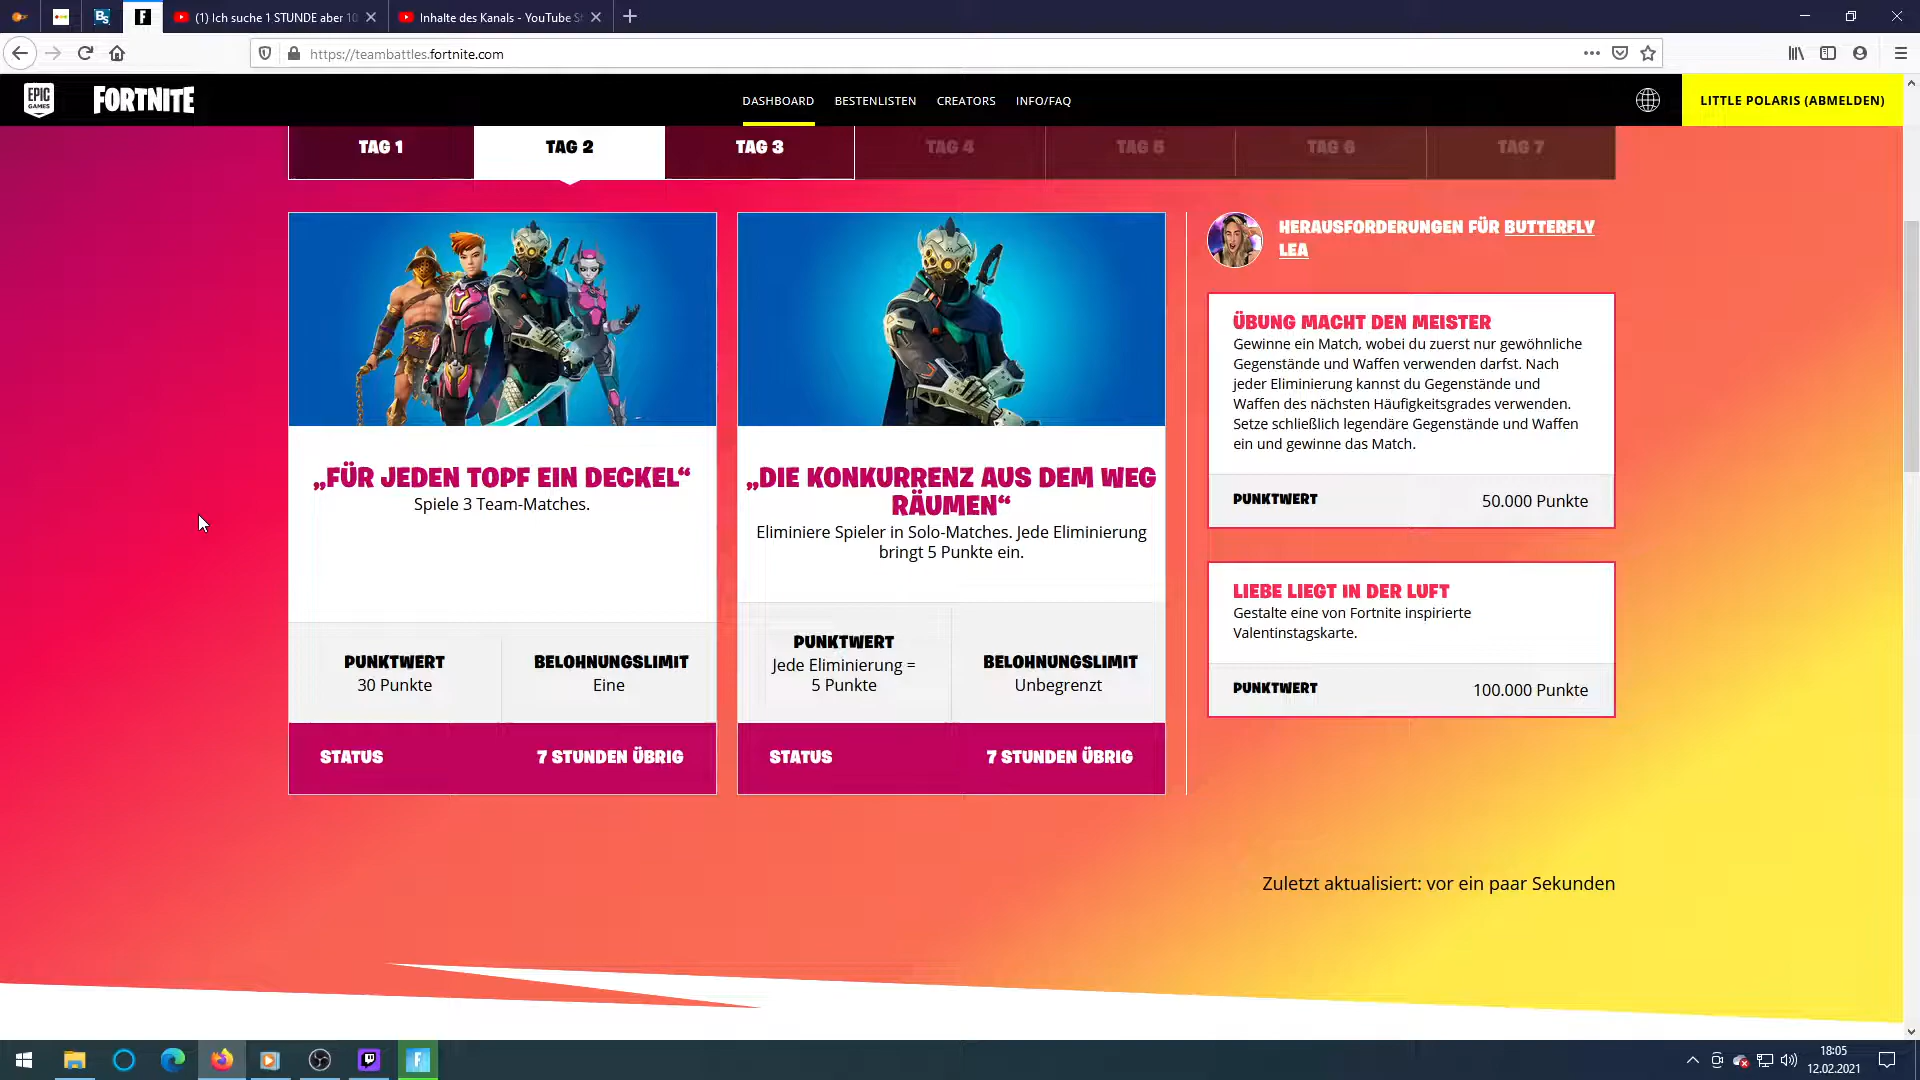 (1) Ich suche 1 STUNDE aber 10
Inhalte des Kanals - YouTube St
https://teambattles.fortnite.com
EPIC
GAMES
FORTNITE
DASHBOARD
BESTENLISTEN
CREATORS
INFO/FAQ
LITTLE POLARIS (ABMELDEN)
TAG 1
TAG 2
TAG 3
TAG 4
TAG 5
TAG 6
TAG 7
„FÜR JEDEN TOPF EIN DECKEL“
Spiele 3 Team-Matches.
PUNKTWERT
30 Punkte
BELOHNUNGSLIMIT
Eine
STATUS
7 STUNDEN ÜBRIG
„DIE KONKURRENZ AUS DEM WEG
RÄUMEN“
Eliminiere Spieler in Solo-Matches. Jede Eliminierung
bringt 5 Punkte ein.
PUNKTWERT
Jede Eliminierung =
5 Punkte
BELOHNUNGSLIMIT
Unbegrenzt
STATUS
7 STUNDEN ÜBRIG
HERAUSFORDERUNGEN FÜR BUTTERFLY
LEA
ÜBUNG MACHT DEN MEISTER
Gewinne ein Match, wobei du zuerst nur gewöhnliche
Gegenstände und Waffen verwenden darfst. Nach
jeder Eliminierung kannst du Gegenstände und
Waffen des nächsten Häufigkeitsgrades verwenden.
Setze schließlich legendäre Gegenstände und Waffen
ein und gewinne das Match.
PUNKTWERT
50.000 Punkte
LIEBE LIEGT IN DER LUFT
Gestalte eine von Fortnite inspirierte
Valentinstagskarte.
PUNKTWERT
100.000 Punkte
Zuletzt aktualisiert: vor ein paar Sekunden
18:05
12.02.2021